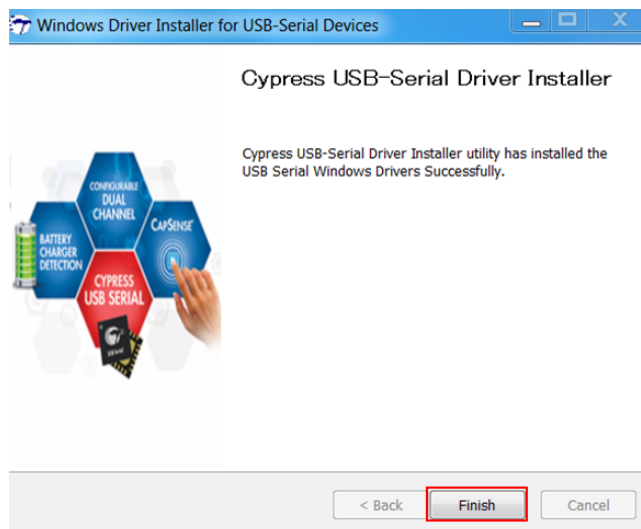 Windows Driver Installer for USB-Serial Devices
Cypress USB-Serial Driver Installer
Cypress USB-Serial Driver Installer utility has installed the
USB Serial Windows Drivers Successfully.
CONFIGURABLE
DUAL
CHANNEL
CAPSENSE
BATTERY
CHARGER
DETECTION
CYPRESS
USB SERIAL
USB Serial
< Back
Finish
Cancel